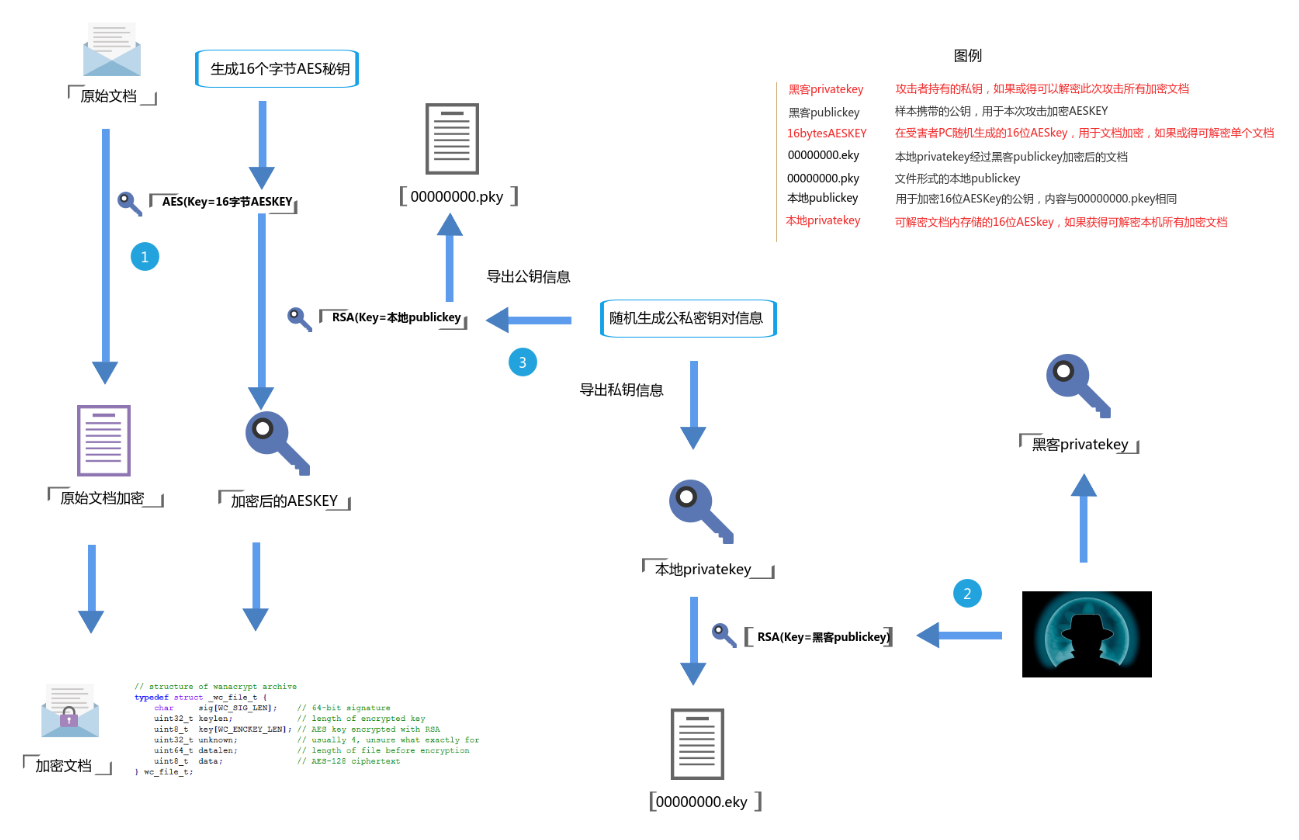 原始文档
生成16个字节AES秘钥
AES(Key=16字节AESKEY
1
00000000.pky
导出公钥信息
RSA(Key=本地publickey
随机生成公私密钥对信息
3
导出私钥信息
原始文档加密
加密后的AESKEY
本地privatekey
黑客privatekey
2
RSA(Key=黑客publickey)
00000000.eky
加密文档
// structure of wanacrypt archive
typedef struct _wc_file_t {
char sig[WC_SIG_LEN]; // 64-bit signature
uint32_t keylen; // length of encrypted key
uint8_t key[WC_ENCKEY_LEN]; // AES key encrypted with RSA
uint32_t unknown; // usually 4, unsure what exactly for
uint64_t datalen; // length of file before encryption
uint8_t data; // AES-128 ciphertext
} wc_file_t;
图例
黑客privatekey 攻击者持有的私钥，如果或得可以解密此次攻击所有加密文档
黑客publickey 样本携带的公钥，用于本次攻击加密AESKEY
16bytesAESKEY 在受害者PC随机生成的16位AESkey，用于文档加密，如果或得可解密单个文档
00000000.eky 本地privatekey经过黑客publickey加密后的文档
00000000.pky 文件形式的本地publickey
本地publickey 用于加密16位AESKey的公钥，内容与00000000.pkey相同
本地privatekey 可解密文档内存储的16位AESkey，如果获得可解密本机所有加密文档